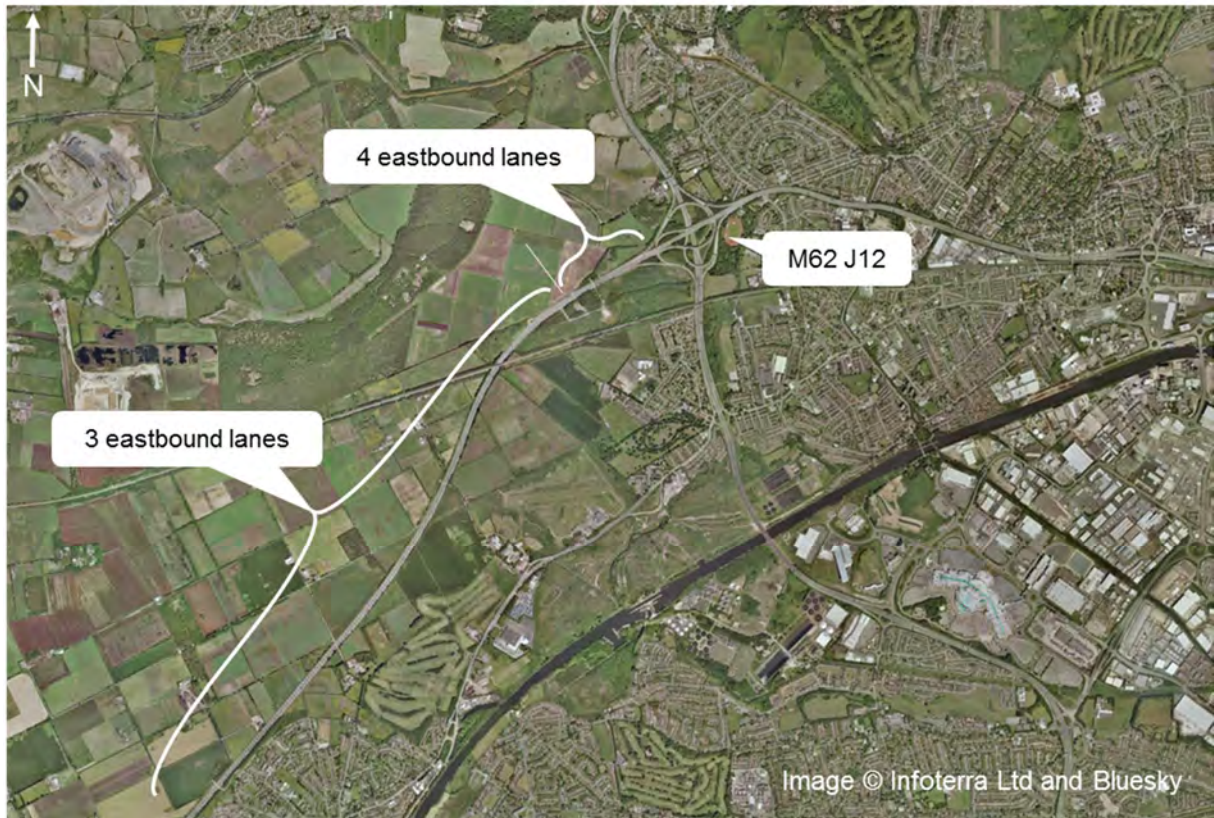 N
4 eastbound lanes
M62 J12
3 eastbound lanes
Image © Infoterra Ltd and Bluesky